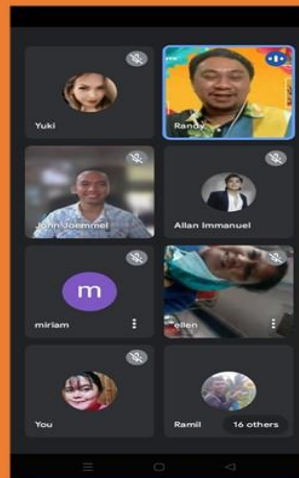 Yuki
Randy
John Joemmel
Allan Immanuel
m
miriam
ellen
You
Ramil
16 others